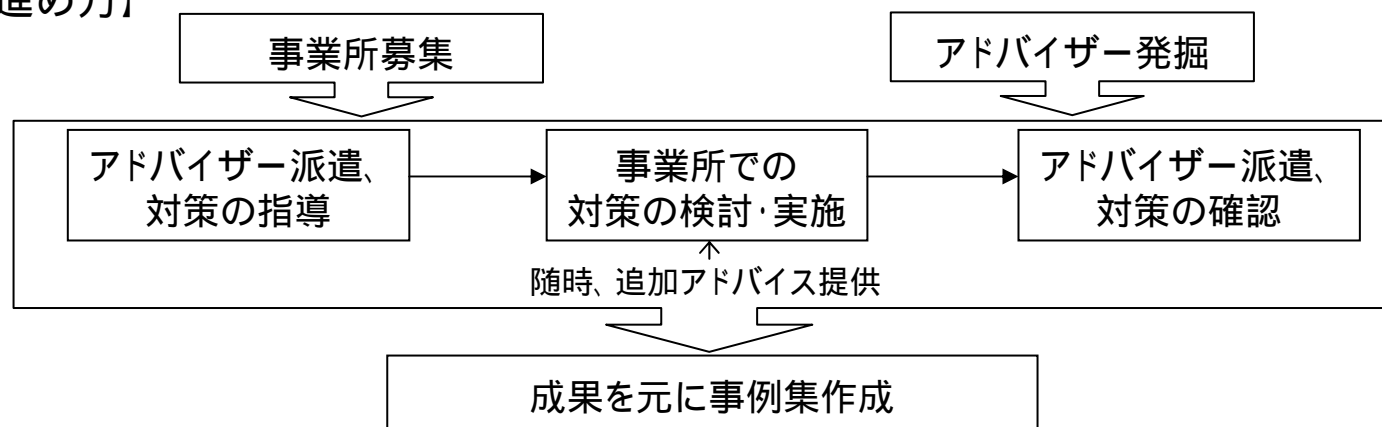 進め方】
事業所募集
アドバイザー発掘
アドバイザー派遣、
対策の指導
事業所での
対策の検討・実施
アドバイザー派遣、
対策の確認
随時、追加アドバイス提供
成果を元に事例集作成